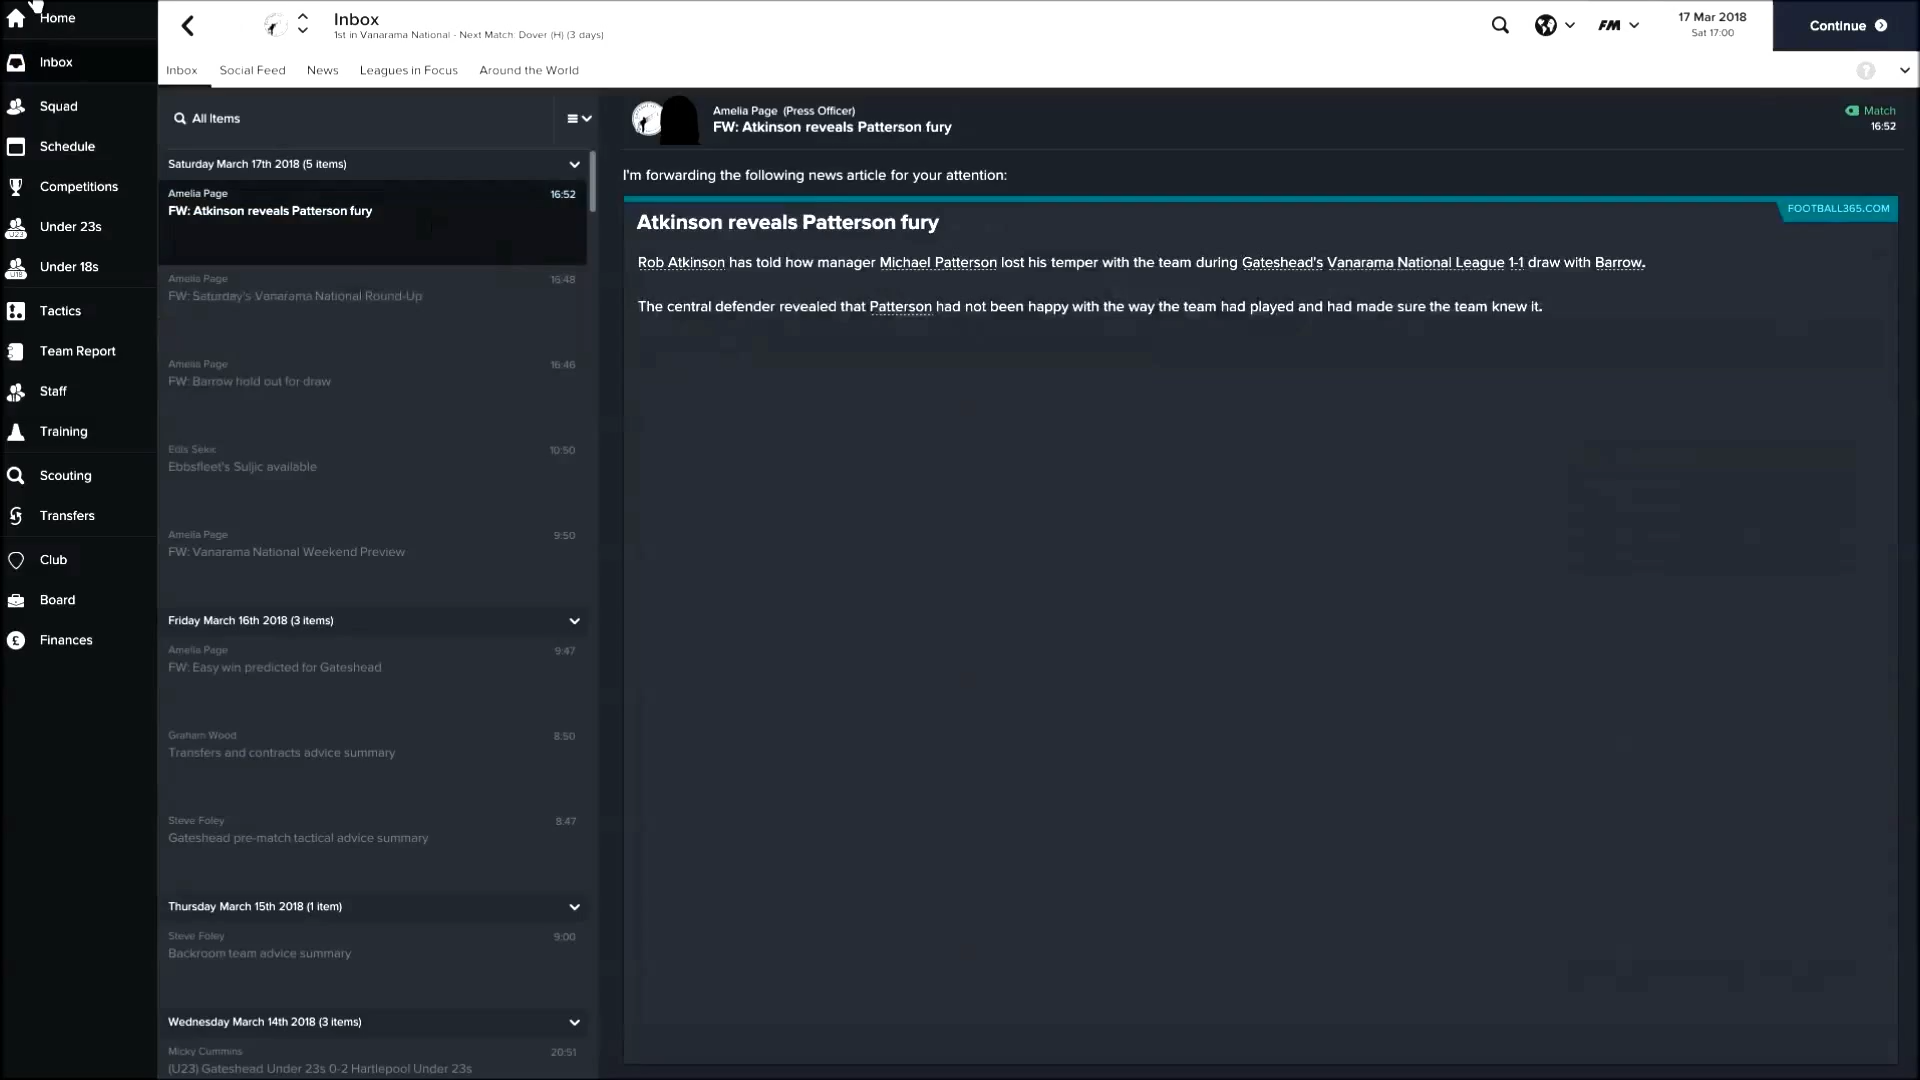 Home
Inbox
Squad
Schedule
Competitions
U23
Under 23s
U18
Under 18s
Tactics
Team Report
Staff
Training
Scouting
Transfers
Club
Board
£
Finances
Inbox
1st in Vanarama National - Next Match: Dover (H) (3 days)
FM
17 Mar 2018
Sat 17:00
Continue
Inbox Social Feed News Leagues in Focus Around the World
?
All Items
Saturday March 17th 2018 (5 items)
Amelia Page 16:52
FW: Atkinson reveals Patterson fury
Amelia Page 16:48
FW: Saturday's Vanarama National Round-Up
Amelia Page 16:46
FW: Barrow hold out for draw
Edis Sekic 10:50
Ebbsfleet's Suljic available
Amelia Page 9:50
FW: Vanarama National Weekend Preview
Friday March 16th 2018 (3 items)
Amelia Page 9:47
FW: Easy win predicted for Gateshead
Graham Wood 8:50
Transfers and contracts advice summary
Steve Foley 8:47
Gateshead pre-match tactical advice summary
Thursday March 15th 2018 (1 item)
Steve Foley 9:00
Backroom team advice summary
Wednesday March 14th 2018 (3 items)
Micky Cummins 20:51
(U23) Gateshead Under 23s 0-2 Hartlepool Under 23s
Amelia Page (Press Officer)
FW: Atkinson reveals Patterson fury
Match
16:52
I'm forwarding the following news article for your attention:
FOOTBALL365.COM
Atkinson reveals Patterson fury
Rob Atkinson has told how manager Michael Patterson lost his temper with the team during Gateshead's Vanarama National League 1-1 draw with Barrow.
The central defender revealed that Patterson had not been happy with the way the team had played and had made sure the team knew it.